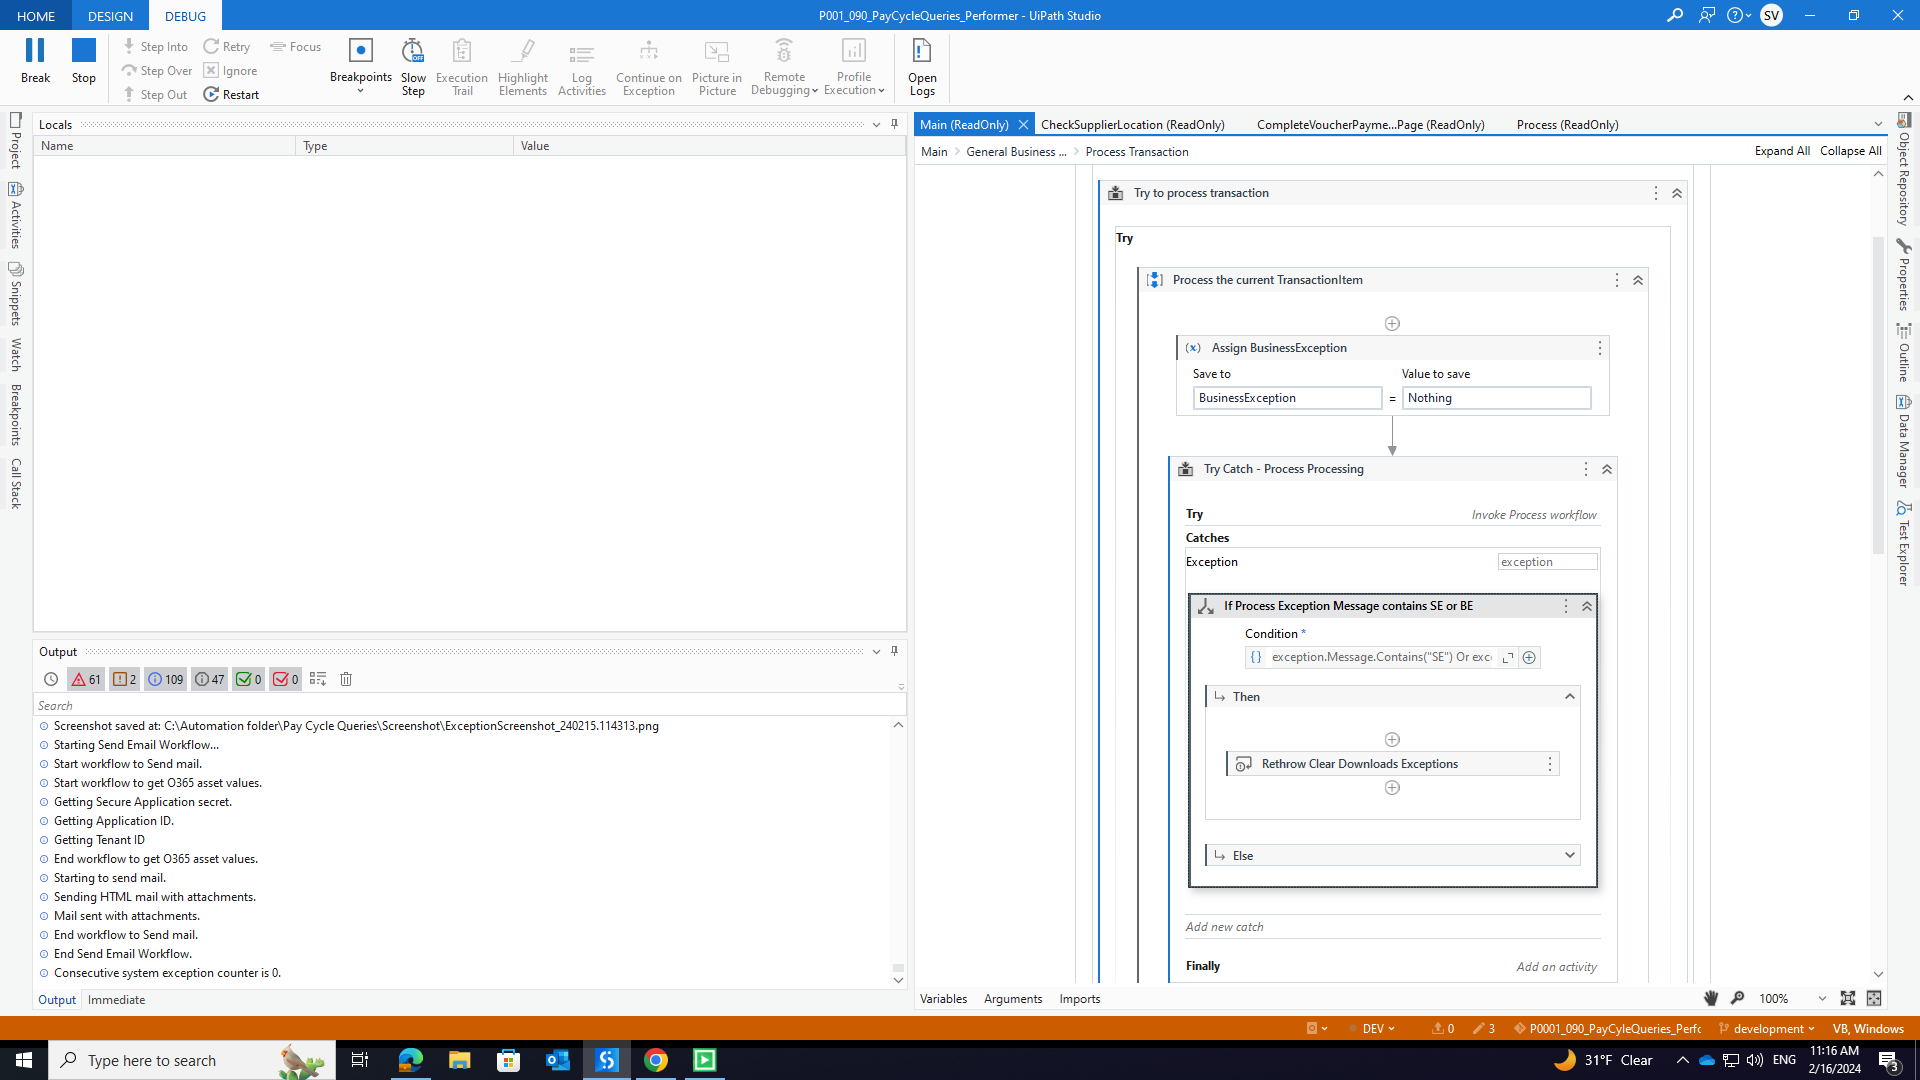 HOME
DESIGN
DEBUG
P001_090_PayCycleQueries_Performer - UiPath Studio
SV
Break
Stop
Step Into
Step Over
Step Out
Retry
Ignore
Restart
Focus
Breakpoints
Slow Step
Execution Trail
Highlight Elements
Log Activities
Continue on Exception
Picture in Picture
Remote Debugging
Profile Execution
Open Logs
Project
Activities
Snippets
Watch
Breakpoints
Call Stack
Locals
Name
Type
Value
Output
61
2
109
47
0
0
Search
Screenshot saved at: C:\Automation folder\Pay Cycle Queries\Screenshot\ExceptionScreenshot_240215.114313.png
Starting Send Email Workflow...
Start workflow to Send mail.
Start workflow to get O365 asset values.
Getting Secure Application secret.
Getting Application ID.
Getting Tenant ID
End workflow to get O365 asset values.
Starting to send mail.
Sending HTML mail with attachments.
Mail sent with attachments.
End workflow to Send mail.
End Send Email Workflow.
Consecutive system exception counter is 0.
Output
Immediate
Main (ReadOnly)
CheckSupplierLocation (ReadOnly)
CompleteVoucherPayme...Page (ReadOnly)
Process (ReadOnly)
Main
General Business ...
Process Transaction
Expand All
Collapse All
Try to process transaction
Try
Process the current TransactionItem
(x)
Assign BusinessException
Save to
Value to save
BusinessException
=
Nothing
Try Catch - Process Processing
Try
Invoke Process workflow
Catches
Exception
exception
If Process Exception Message contains SE or BE
Condition *
{}
exception.Message.Contains("SE") Or exc
Then
Rethrow Clear Downloads Exceptions
Else
Add new catch
Finally
Add an activity
Variables
Arguments
Imports
100%
Object Repository
Properties
Outline
Data Manager
Test Explorer
DEV
0
3
P0001_090_PayCyleQueries_Perfc
development
VB, Windows
Type here to search
31°F Clear
ENG
11:16 AM
2/16/2024
3